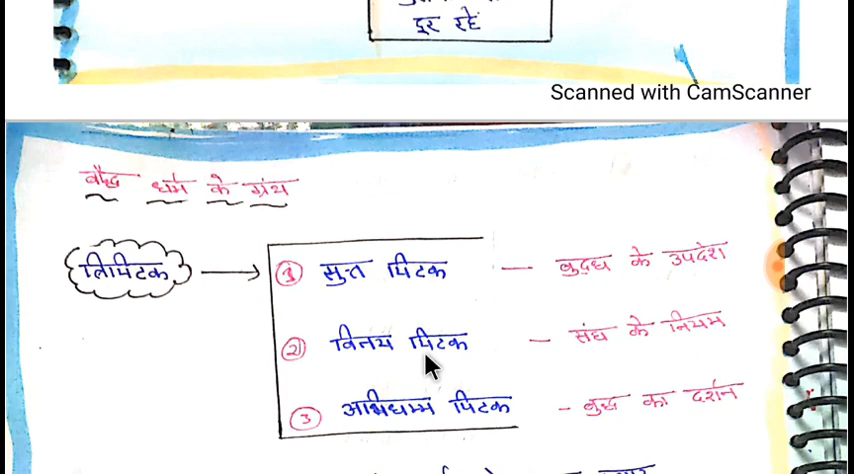 दूर रहें
Scanned with CamScanner
बौद्ध धर्म के ग्रंथ
त्रिपिटक → ① सुत्त पिटक — बुद्ध के उपदेश
② विनय पिटक — संघ के नियम
③ अभिधम्म पिटक - बुद्ध का दर्शन